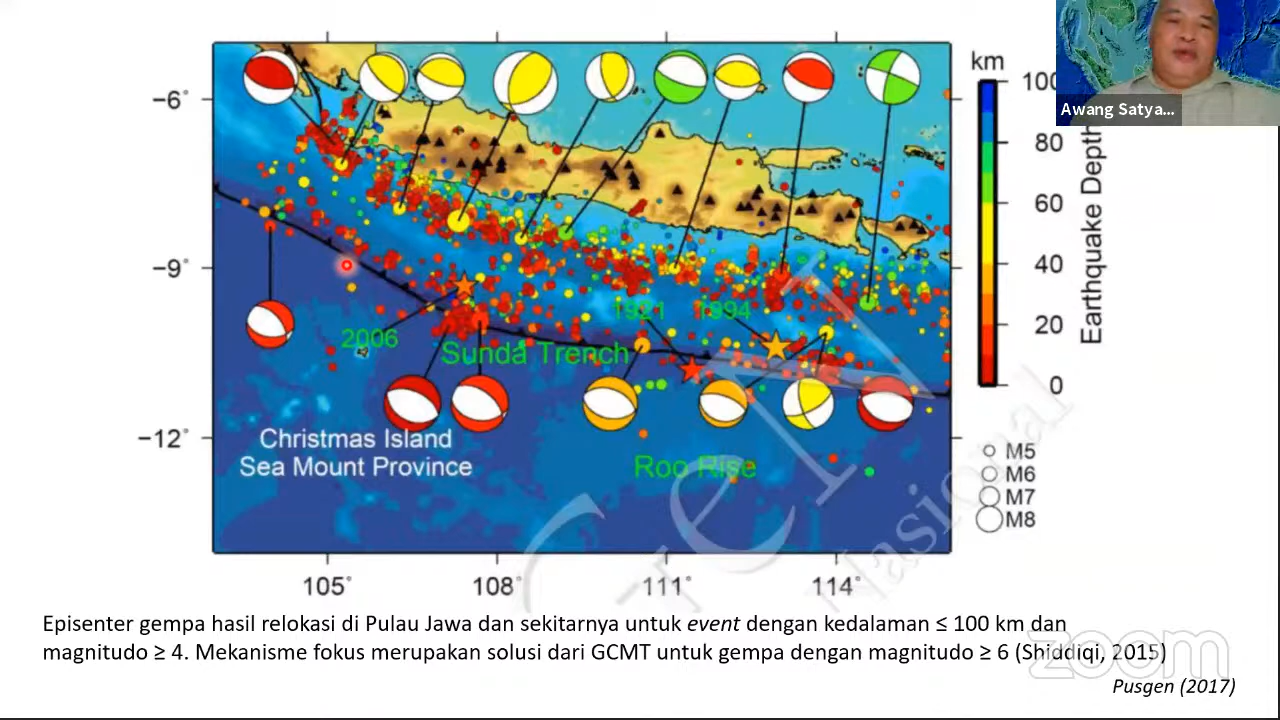 km
Awang Satya...
−6°
−9°
−12°
100
80
60
40
20
0
Earthquake Depth
2006
1921
1994
Sunda Trench
Christmas Island
Sea Mount Province
Roo Rise
M5
M6
M7
M8
105°
108°
111°
114°
Nasional
Episenter gempa hasil relokasi di Pulau Jawa dan sekitarnya untuk event dengan kedalaman ≤ 100 km dan
magnitudo ≥ 4. Mekanisme fokus merupakan solusi dari GCMT untuk gempa dengan magnitudo ≥ 6 (Shiddiqi, 2015)
zoom
Pusgen (2017)